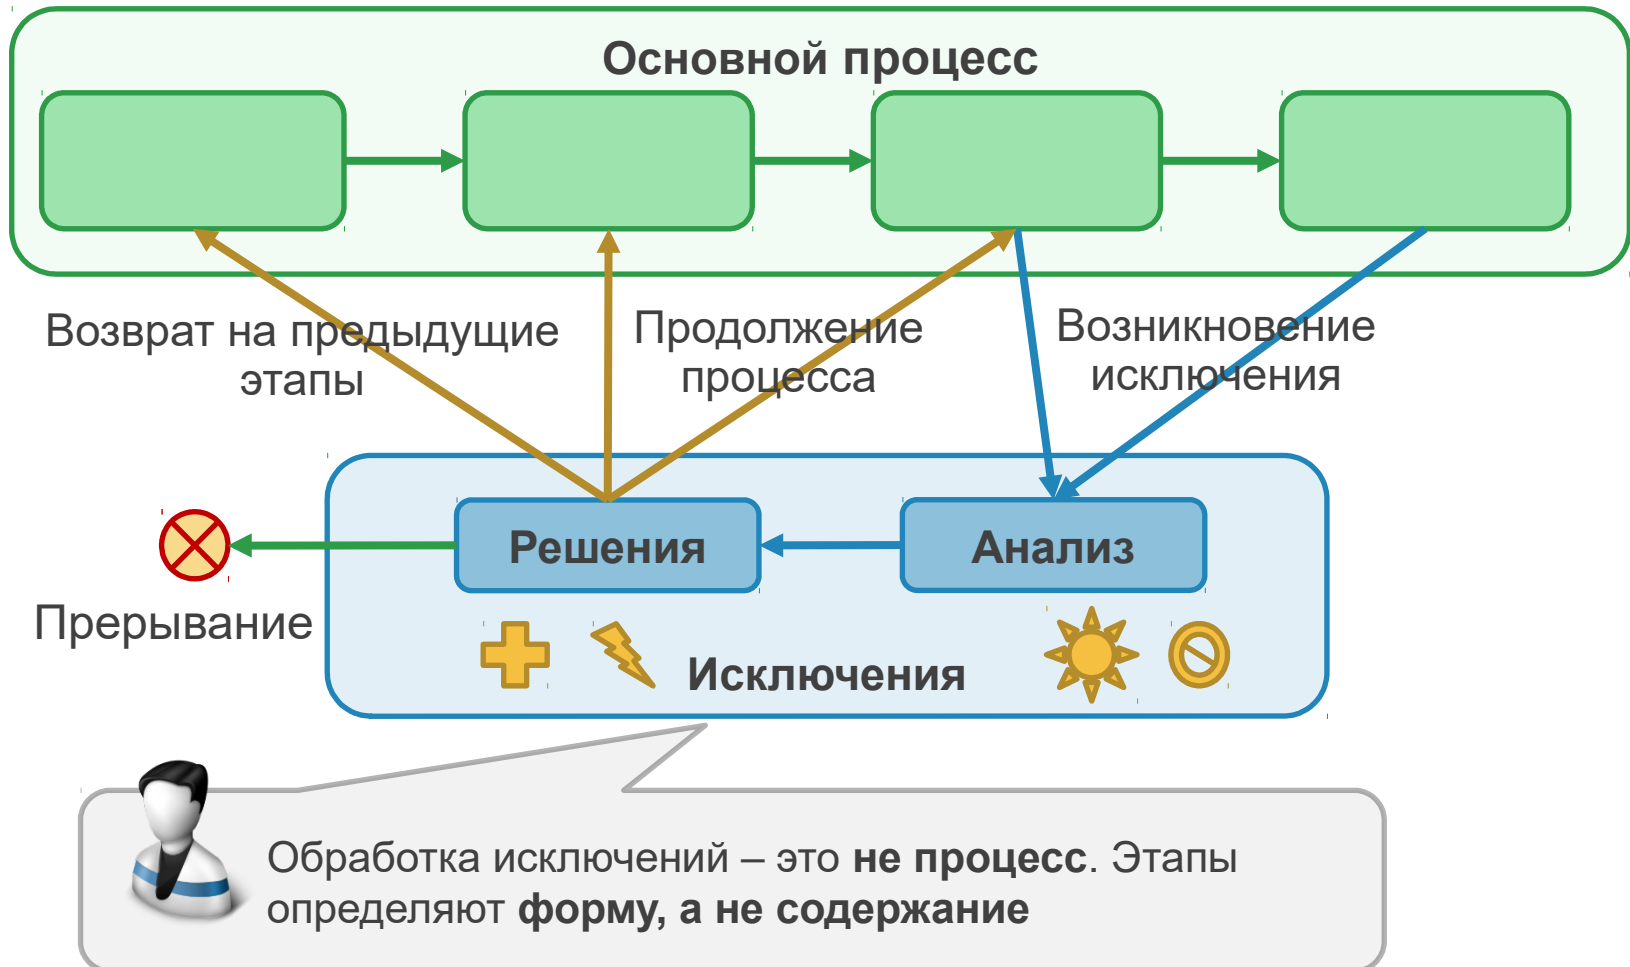 Основной процесс
Возврат на предыдущие
этапы
Продолжение
процесса
Возникновение
исключения
Решения
Анализ
Прерывание
Исключения
Обработка исключений – это не процесс. Этапы
определяют форму, а не содержание